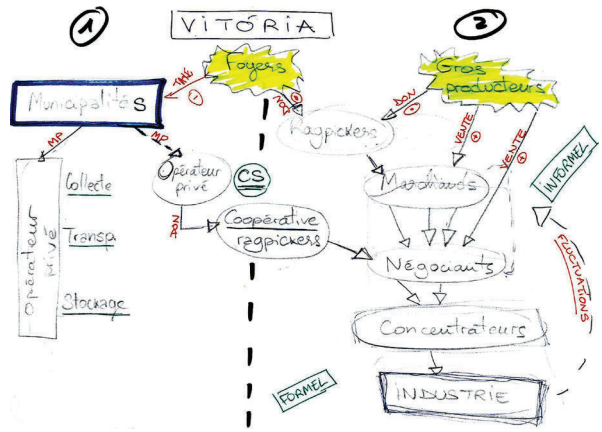 1
VITÓRIA
2
Foyers
Gros
producteurs
TAXE
-
DON
0
DON
-
Municipalités
Ragpickers
VENTE
+
VENTE
+
MP
MP
INFORMEL
Opérateur
privé
CS
Marchands
Collecte
Opérateur
Privé
DON
Coopérative
ragpickers
Transp.
Négociants
FLUCTUATIONS
Stockage
Concentrateurs
FORMEL
INDUSTRIE